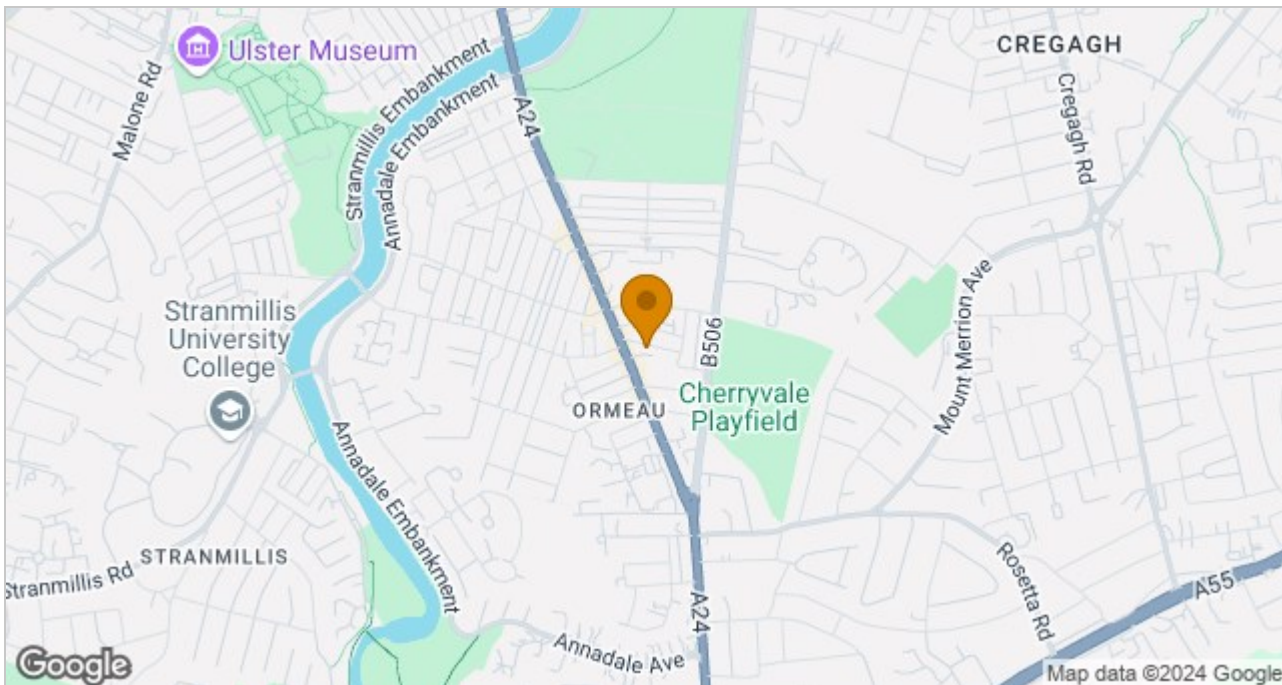 Ulster Museum
Malone Rd
Stranmillis Embankment
Annadale Embankment
A24
CREGAGH
Cregagh Rd
Stranmillis
University
College
B506
Mount Merrion Ave
ORMEAU
Cherryvale
Playfield
Annadale Embankment
STRANMILLIS
Stranmillis Rd
Rosetta Rd
A55
A24
Annadale Ave
Google
Map data ©2024 Google